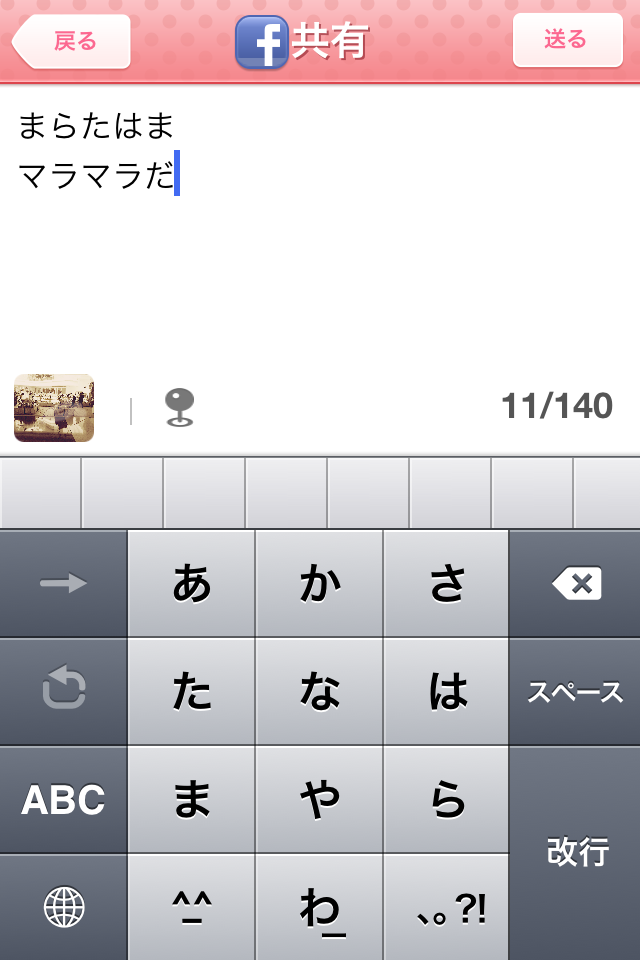 戻る
共有
送る
まらたはま
マラマラだ
11/140
→
あ
か
さ
た
な
は
スペース
ABC
ま
や
ら
改行
^_^
わ_
､｡?!